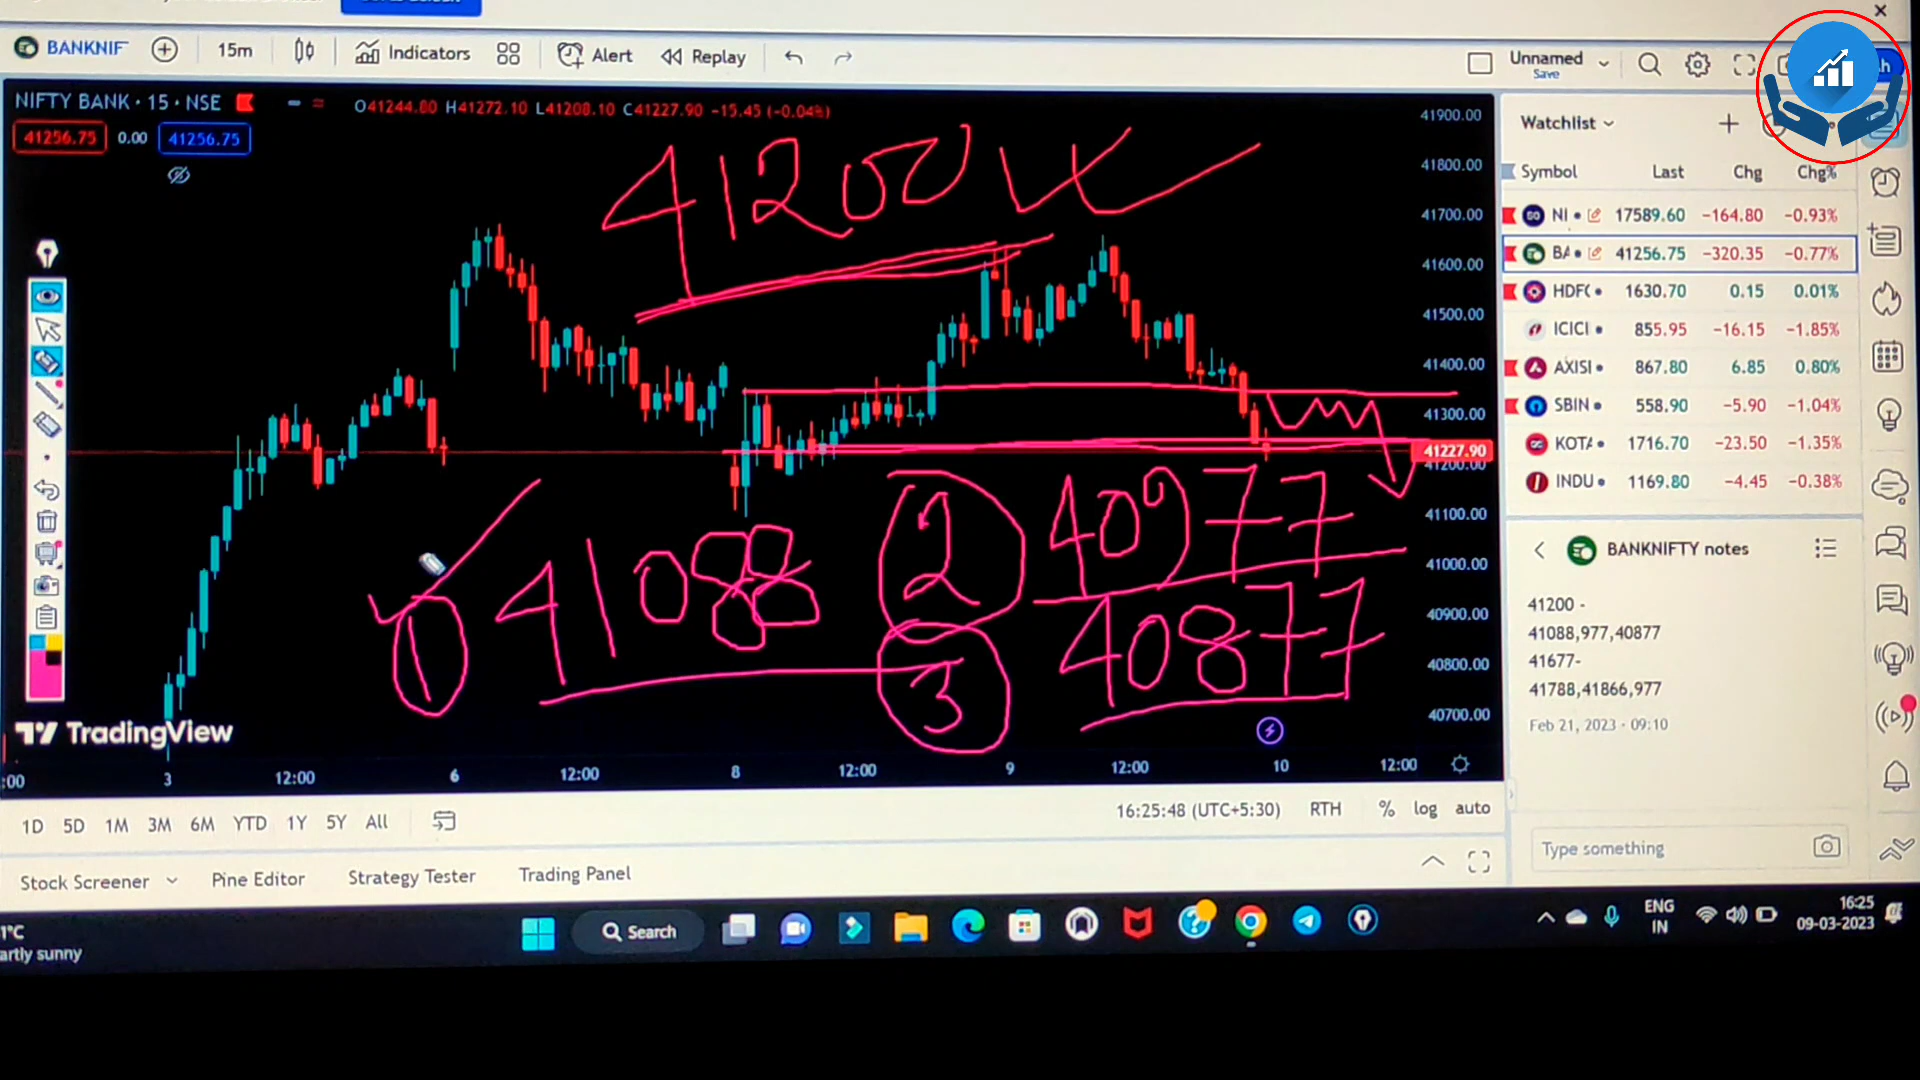 BANKNIF
15m
Indicators
Alert
Replay
Unnamed
Save
NIFTY BANK · 15 · NSE
O41244.80 H41272.10 L41208.10 C41227.90 −15.45 (−0.04%)
41256.75 0.00 41256.75
41900.00
41800.00
41700.00
41600.00
41500.00
41400.00
41300.00
41227.90
41200.00
41100.00
41000.00
40900.00
40800.00
40700.00
41200
1 41088
2 40977
3 40877
TradingView
:00 3 12:00 6 12:00 8 12:00 9 12:00 10 12:00
1D 5D 1M 3M 6M YTD 1Y 5Y All
16:25:48 (UTC+5:30) RTH % log auto
Stock Screener Pine Editor Strategy Tester Trading Panel
Watchlist
Symbol Last Chg Chg%
NI 17589.60 −164.80 −0.93%
BA 41256.75 −320.35 −0.77%
HDFC 1630.70 0.15 0.01%
ICICI 855.95 −16.15 −1.85%
AXISI 867.80 6.85 0.80%
SBIN 558.90 −5.90 −1.04%
KOTA 1716.70 −23.50 −1.35%
INDU 1169.80 −4.45 −0.38%
BANKNIFTY notes
41200 -
41088,977,40877
41677-
41788,41866,977
Feb 21, 2023 • 09:10
Type something
1°C
artly sunny
Search
ENG
IN
16:25
09-03-2023